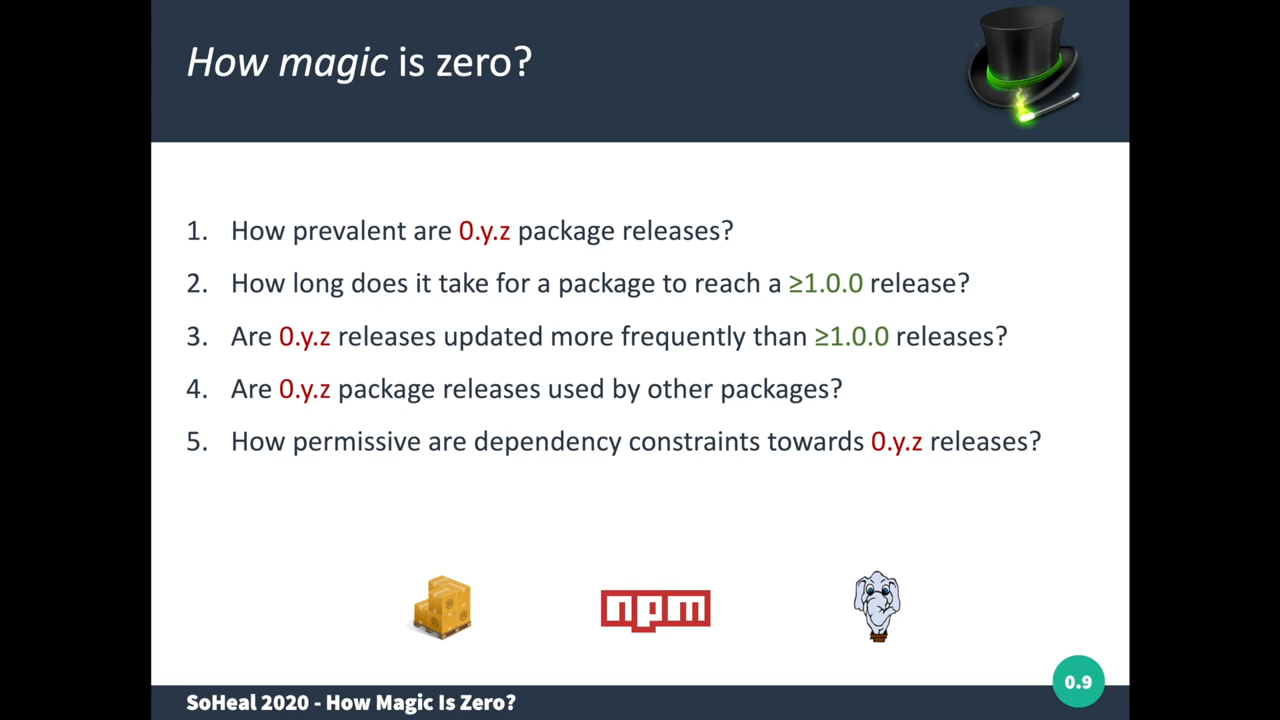 How magic is zero?
1. How prevalent are 0.y.z package releases?
2. How long does it take for a package to reach a ≥1.0.0 release?
3. Are 0.y.z releases updated more frequently than ≥1.0.0 releases?
4. Are 0.y.z package releases used by other packages?
5. How permissive are dependency constraints towards 0.y.z releases?
npm
0.9
SoHeal 2020 - How Magic Is Zero?